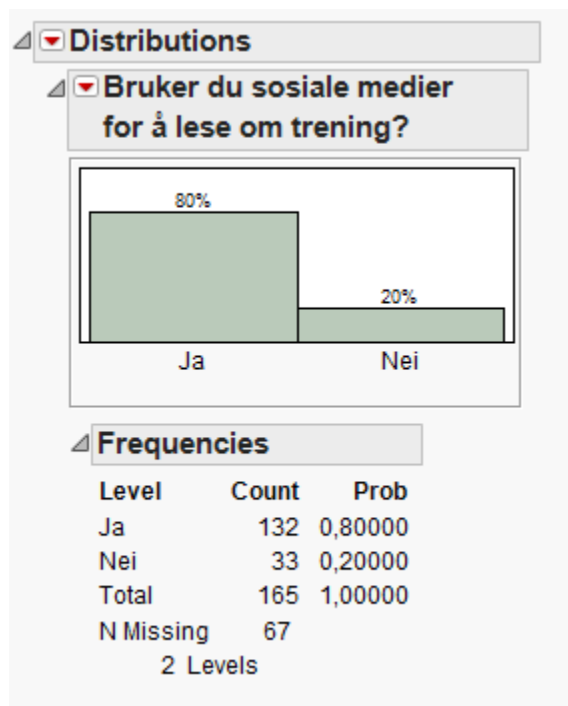 Distributions
Bruker du sosiale medier
for å lese om trening?
80%
20%
Ja Nei
Frequencies
Level Count Prob
Ja 132 0,80000
Nei 33 0,20000
Total 165 1,00000
N Missing 67
2 Levels